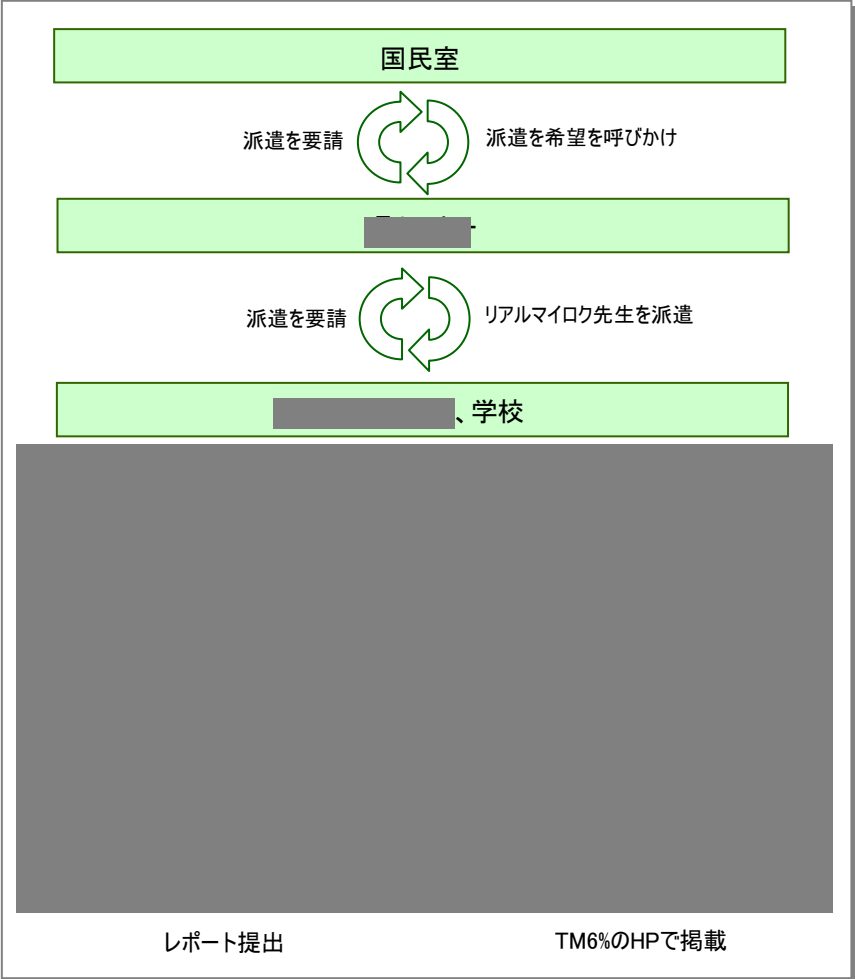 国民室
派遣を要請
派遣を希望を呼びかけ
派遣を要請
リアルマイロク先生を派遣
、学校
レポート提出
TM6%のHPで掲載